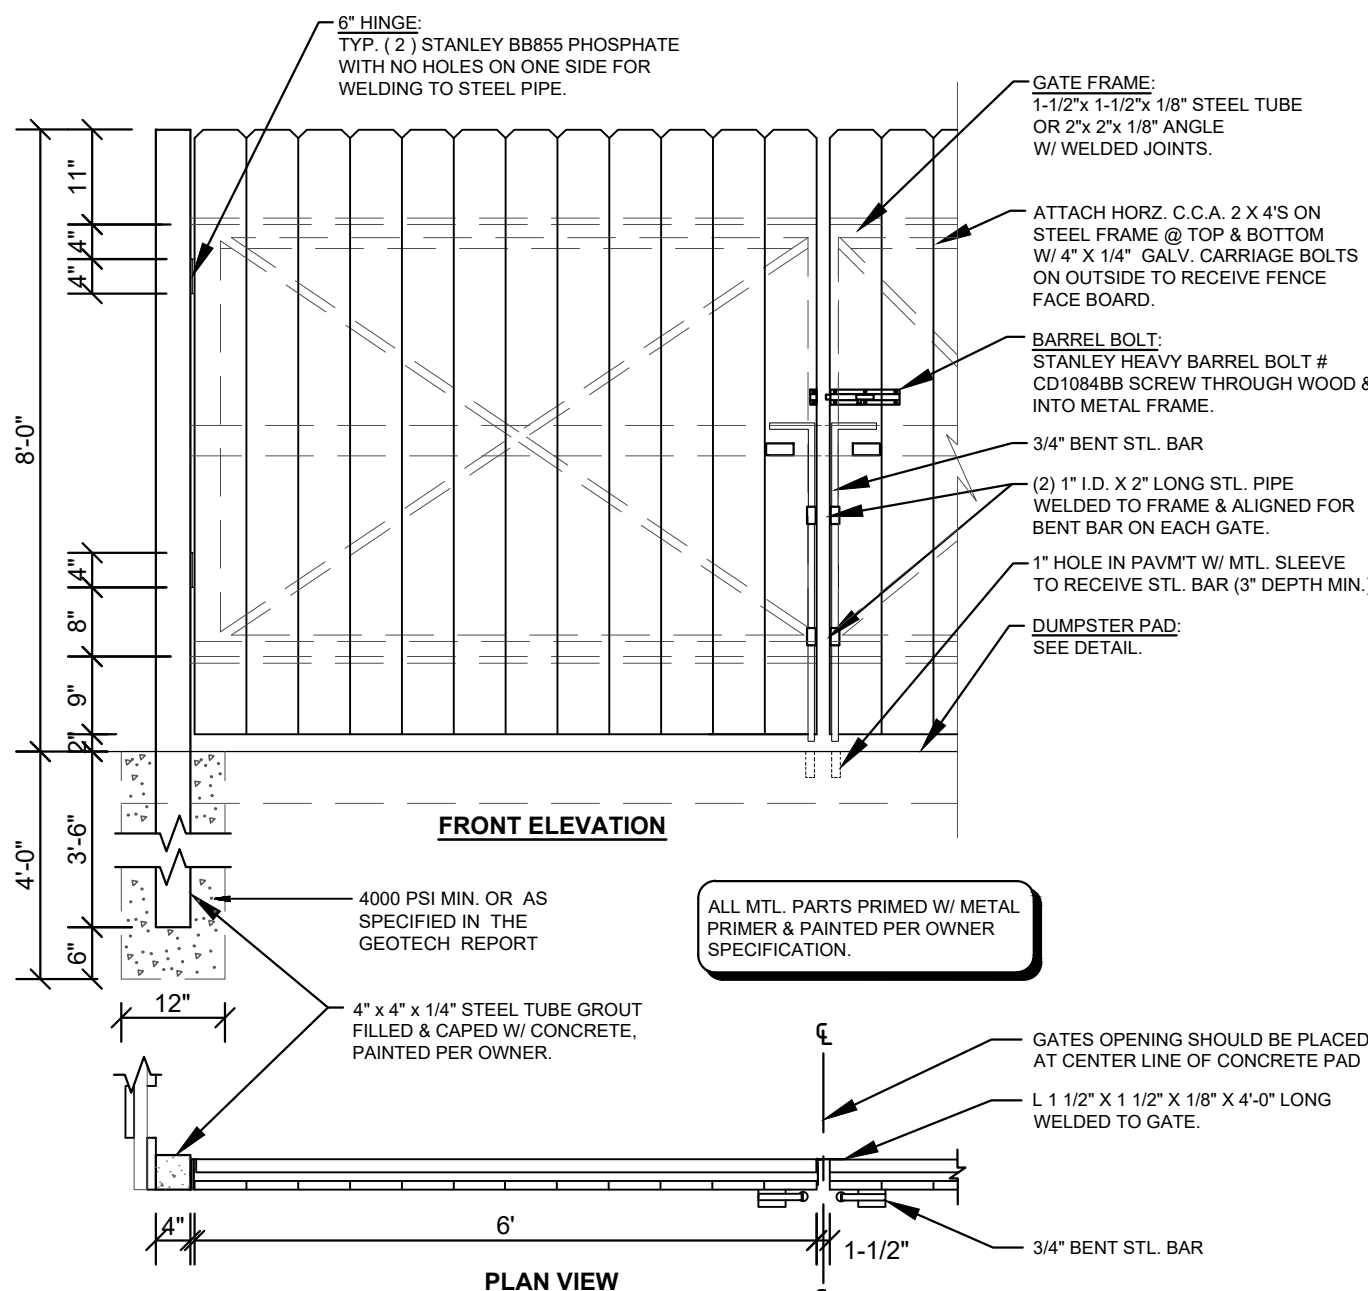 6" HINGE:
TYP. ( 2 ) STANLEY BB855 PHOSPHATE
WITH NO HOLES ON ONE SIDE FOR
WELDING TO STEEL PIPE.
GATE FRAME:
1-1/2"x 1-1/2"x 1/8" STEEL TUBE
OR 2"x 2"x 1/8" ANGLE
W/ WELDED JOINTS.
ATTACH HORZ. C.C.A. 2 X 4'S ON
STEEL FRAME @ TOP & BOTTOM
W/ 4" X 1/4" GALV. CARRIAGE BOLTS
ON OUTSIDE TO RECEIVE FENCE
FACE BOARD.
BARREL BOLT:
STANLEY HEAVY BARREL BOLT #
CD1084BB SCREW THROUGH WOOD &
INTO METAL FRAME.
3/4" BENT STL. BAR
(2) 1" I.D. X 2" LONG STL. PIPE
WELDED TO FRAME & ALIGNED FOR
BENT BAR ON EACH GATE.
1" HOLE IN PAVM'T W/ MTL. SLEEVE
TO RECEIVE STL. BAR (3" DEPTH MIN.)
DUMPSTER PAD:
SEE DETAIL.
8'-0"
11"
4"
4"
4"
8"
9"
2"
4'-0"
3'-6"
6"
12"
FRONT ELEVATION
4000 PSI MIN. OR AS
SPECIFIED IN THE
GEOTECH REPORT
ALL MTL. PARTS PRIMED W/ METAL
PRIMER & PAINTED PER OWNER
SPECIFICATION.
4" x 4" x 1/4" STEEL TUBE GROUT
FILLED & CAPED W/ CONCRETE,
PAINTED PER OWNER.
GATES OPENING SHOULD BE PLACED
AT CENTER LINE OF CONCRETE PAD
L 1 1/2" X 1 1/2" X 1/8" X 4'-0" LONG
WELDED TO GATE.
4"
6'
1-1/2"
3/4" BENT STL. BAR
PLAN VIEW